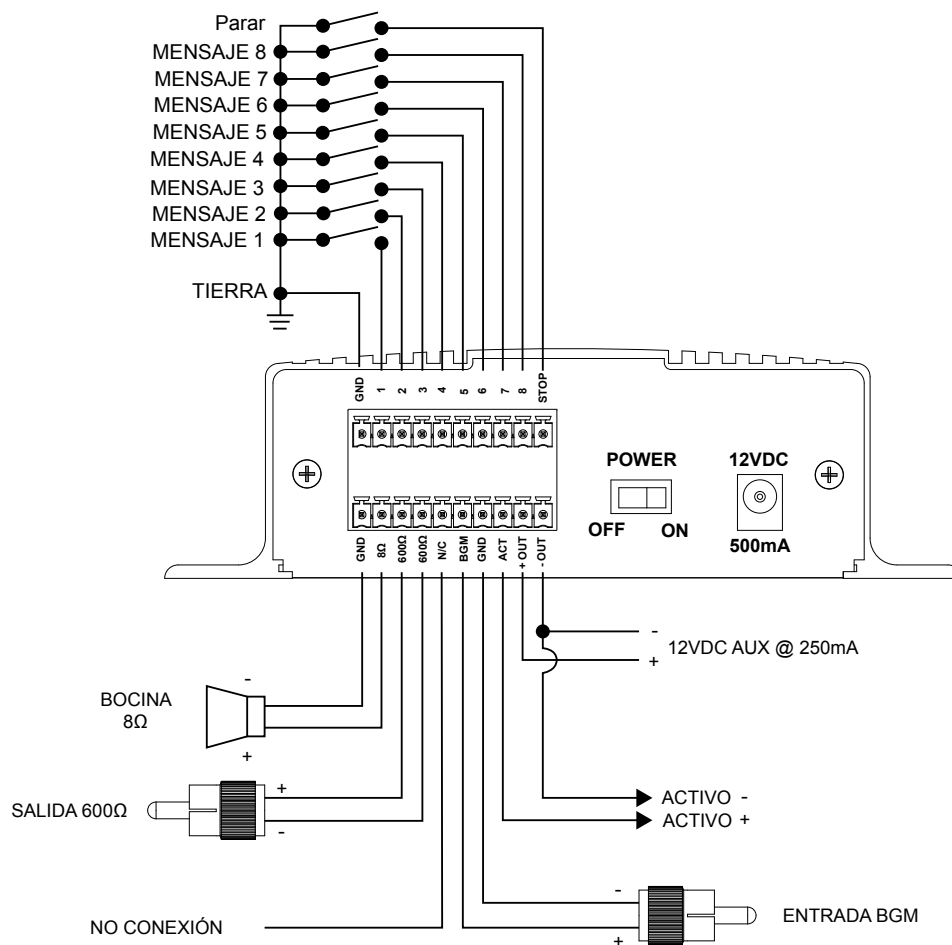 Parar
MENSAJE 8
MENSAJE 7
MENSAJE 6
MENSAJE 5
MENSAJE 4
MENSAJE 3
MENSAJE 2
MENSAJE 1
TIERRA
GND 1 2 3 4 5 6 7 8 STOP
POWER
OFF ON
12VDC
500mA
GND 8Ω 600Ω 600Ω N/C BGM GND ACT + OUT - OUT
-
12VDC AUX @ 250mA
+
-
BOCINA
8Ω
+
SALIDA 600Ω
+
-
ACTIVO -
ACTIVO +
NO CONEXIÓN
-
+
ENTRADA BGM